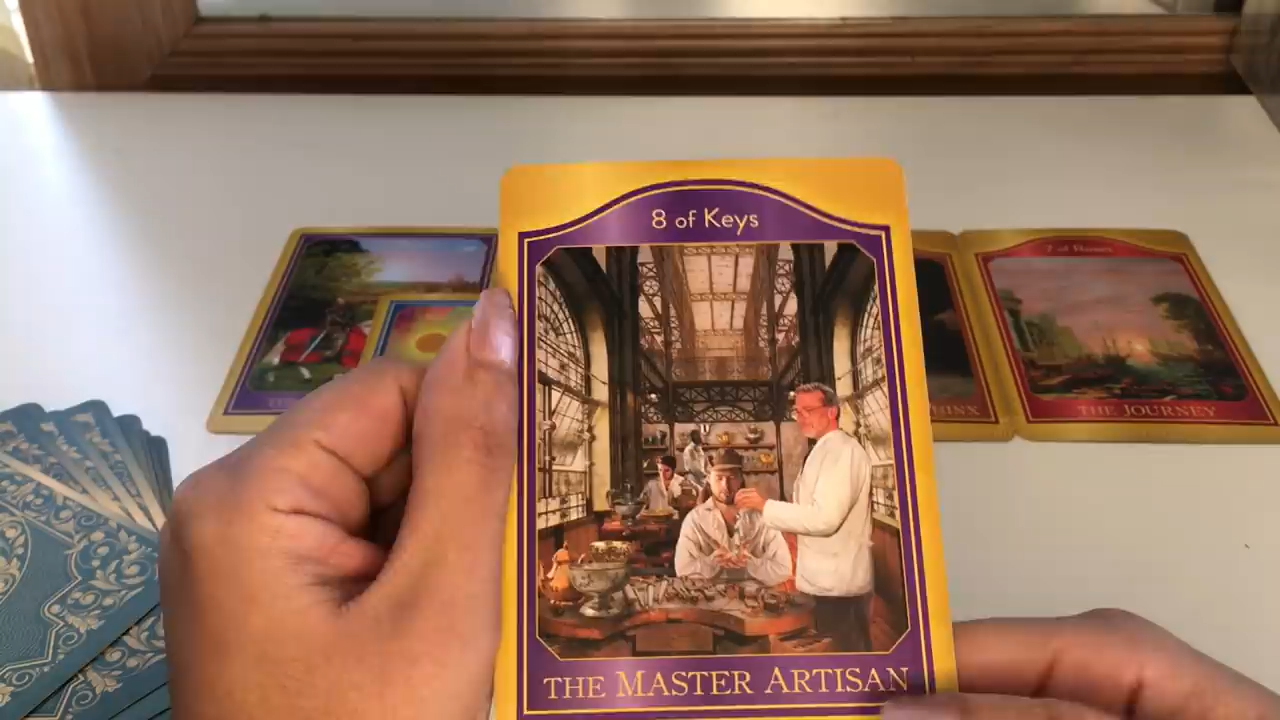 8 of Keys
THE MASTER ARTISAN
7 of Roses
THE JOURNEY